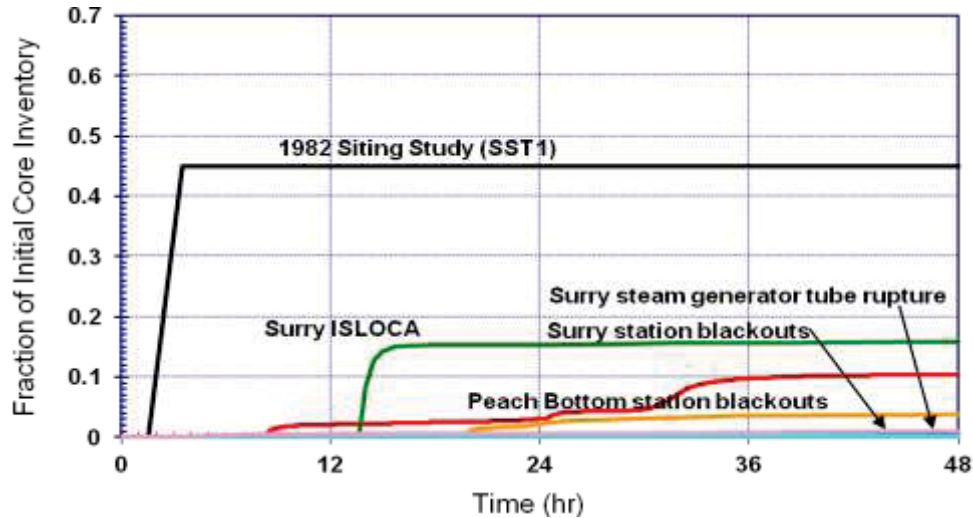 Fraction of Initial Core Inventory
0.7
0.6
0.5
0.4
0.3
0.2
0.1
0
1982 Siting Study (SST1)
Surry steam generator tube rupture
Surry ISLOCA
Surry station blackouts
Peach Bottom station blackouts
0 12 24 36 48
Time (hr)